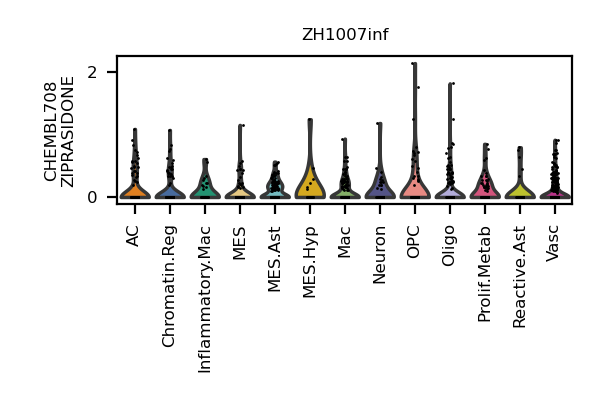 ZH1007inf
CHEMBL708
ZIPRASIDONE
2
0
AC
Chromatin.Reg
Inflammatory.Mac
MES
MES.Ast
MES.Hyp
Mac
Neuron
OPC
Oligo
Prolif.Metab
Reactive.Ast
Vasc